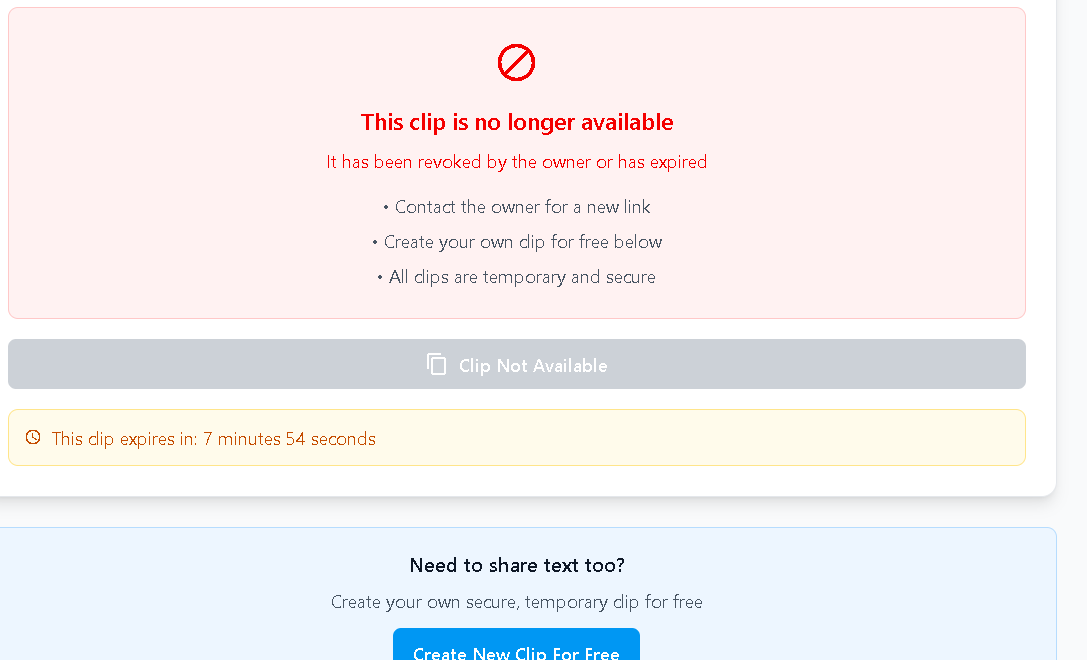 This clip is no longer available
It has been revoked by the owner or has expired
• Contact the owner for a new link
• Create your own clip for free below
• All clips are temporary and secure
Clip Not Available
This clip expires in: 7 minutes 54 seconds
Need to share text too?
Create your own secure, temporary clip for free
Create New Clip For Free